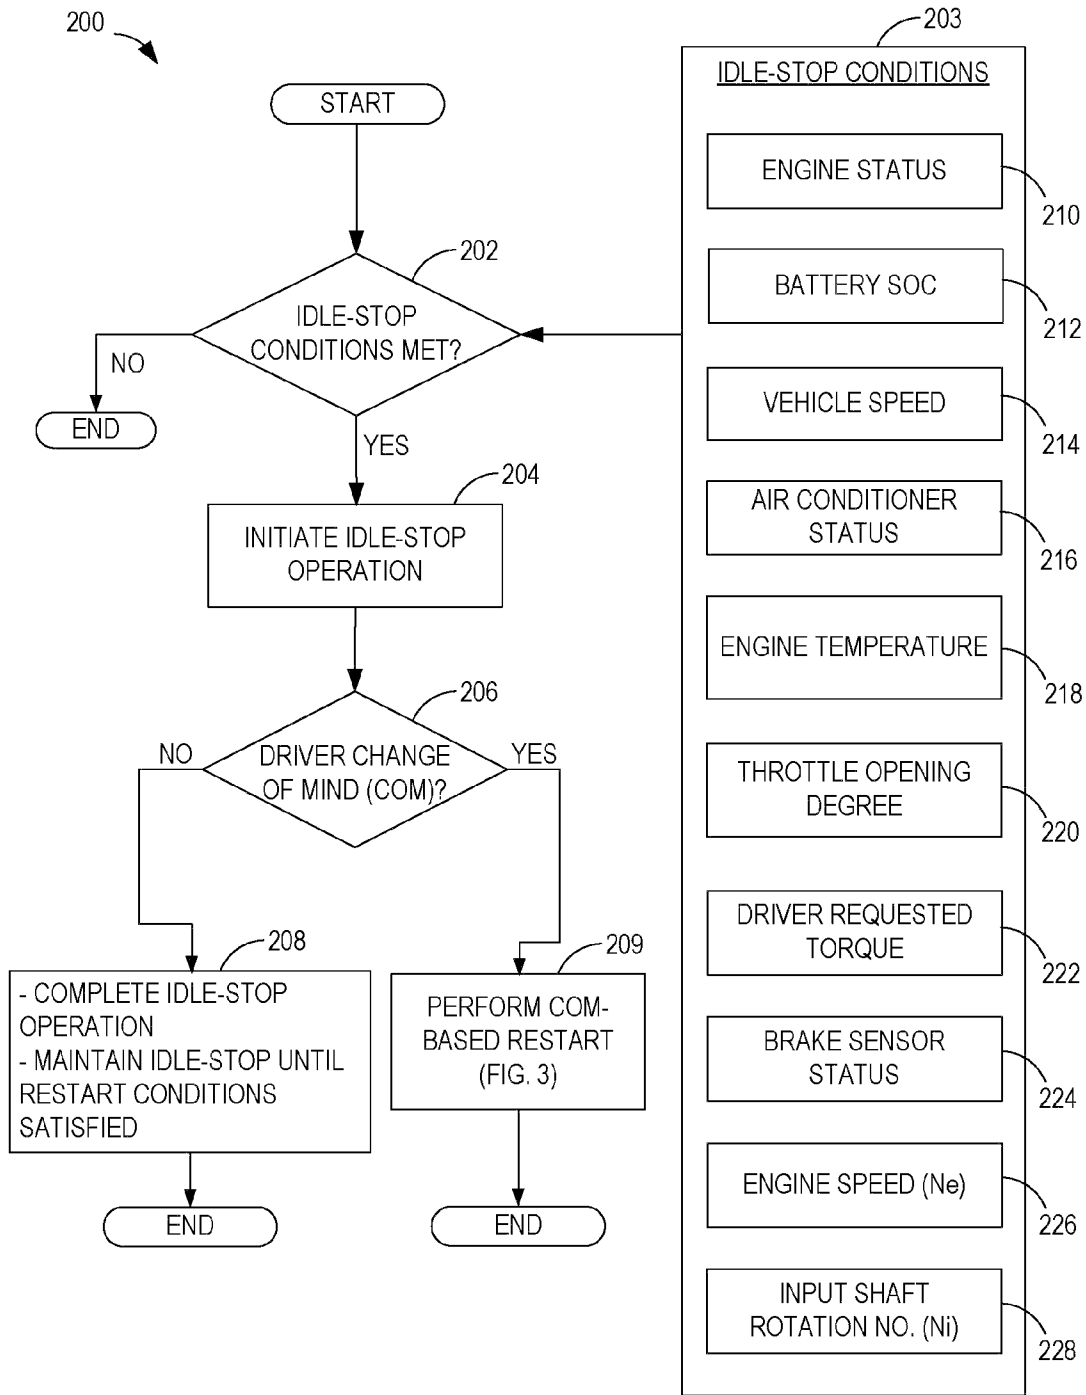 200
START
202
IDLE-STOP
CONDITIONS MET?
NO
END
YES
204
INITIATE IDLE-STOP
OPERATION
206
DRIVER CHANGE
OF MIND (COM)?
NO
YES
208
- COMPLETE IDLE-STOP
OPERATION
- MAINTAIN IDLE-STOP UNTIL
RESTART CONDITIONS
SATISFIED
END
209
PERFORM COM-
BASED RESTART
(FIG. 3)
END
203
IDLE-STOP CONDITIONS
ENGINE STATUS
210
BATTERY SOC
212
VEHICLE SPEED
214
AIR CONDITIONER
STATUS
216
ENGINE TEMPERATURE
218
THROTTLE OPENING
DEGREE
220
DRIVER REQUESTED
TORQUE
222
BRAKE SENSOR
STATUS
224
ENGINE SPEED (Ne)
226
INPUT SHAFT
ROTATION NO. (Ni)
228